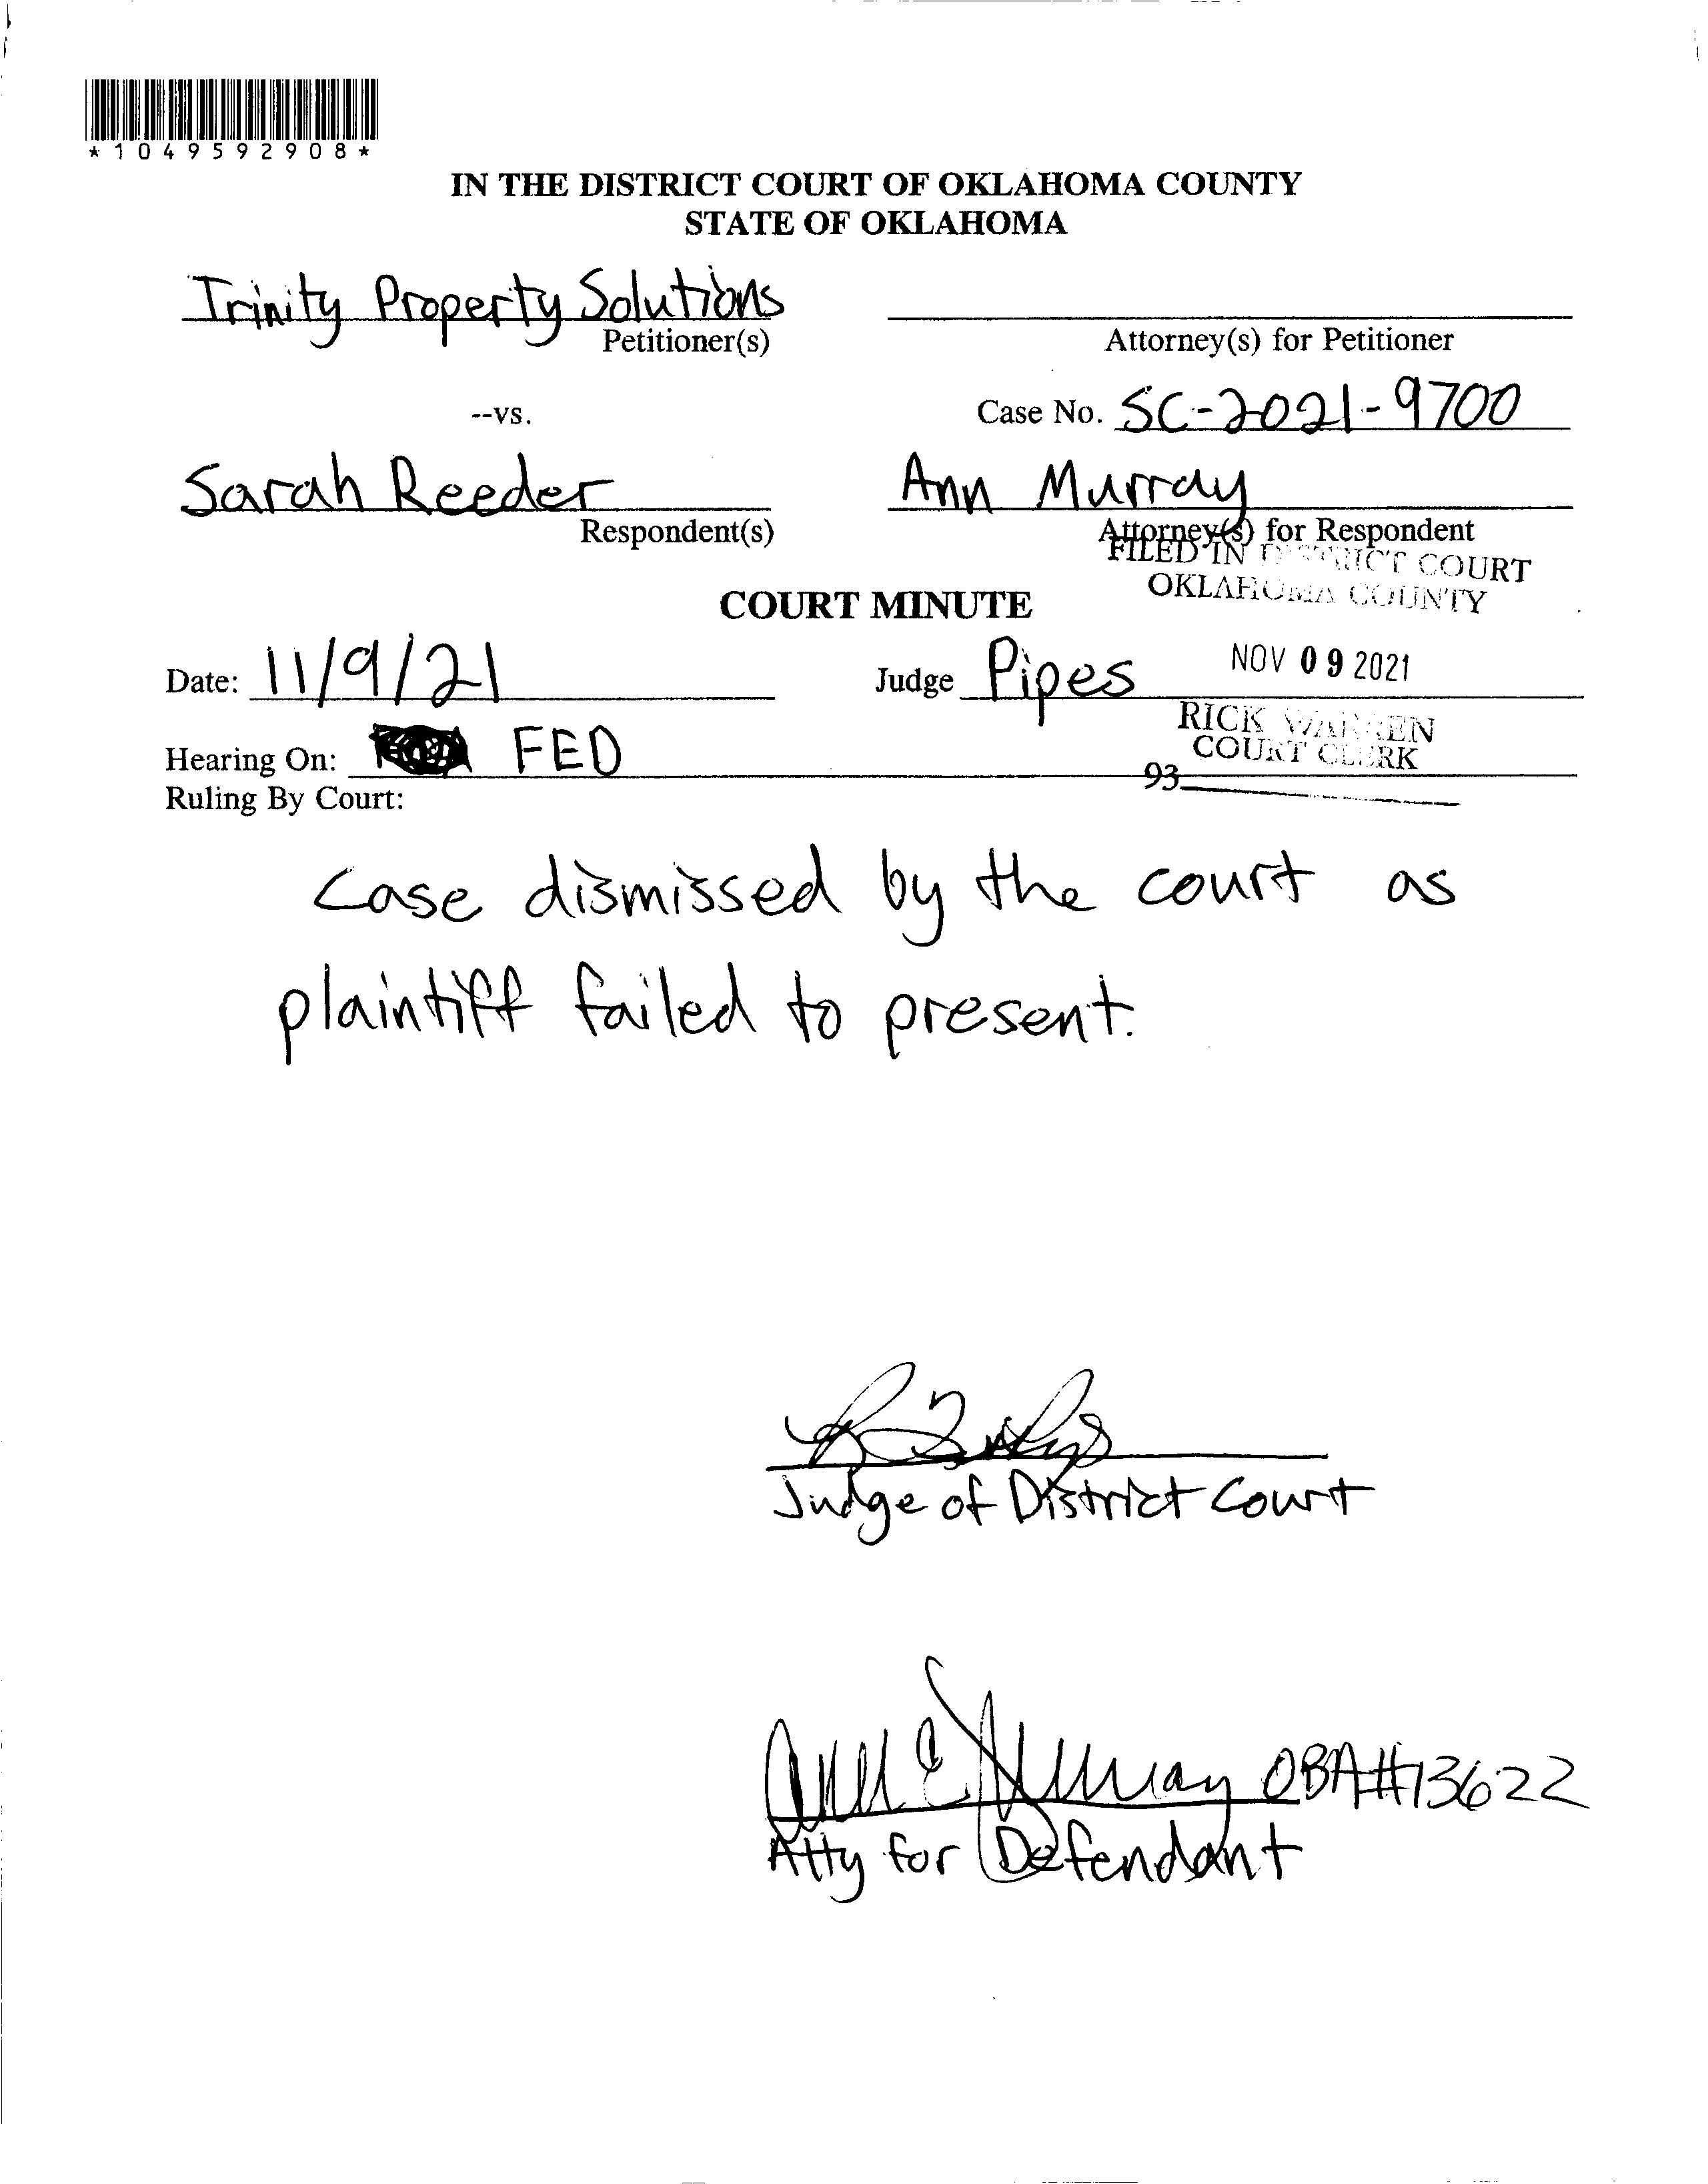 *1049592908*
IN THE DISTRICT COURT OF OKLAHOMA COUNTY
STATE OF OKLAHOMA
Trinity Property Solutions
Petitioner(s)
Attorney(s) for Petitioner
--vs.
Case No. SC-2021-9700
Sarah Reeder
Respondent(s)
Ann Murray
Attorney(s) for Respondent
FILED IN DISTRICT COURT
OKLAHOMA COUNTY
COURT MINUTE
Date: 11/9/21
Judge Pipes
NOV 09 2021
RICK WARREN
COURT CLERK
Hearing On: FED
93
Ruling By Court:
Case dismissed by the court as
plaintiff failed to present.
Judge of District Court
Ann E Murray OBA#13622
Atty for Defendant